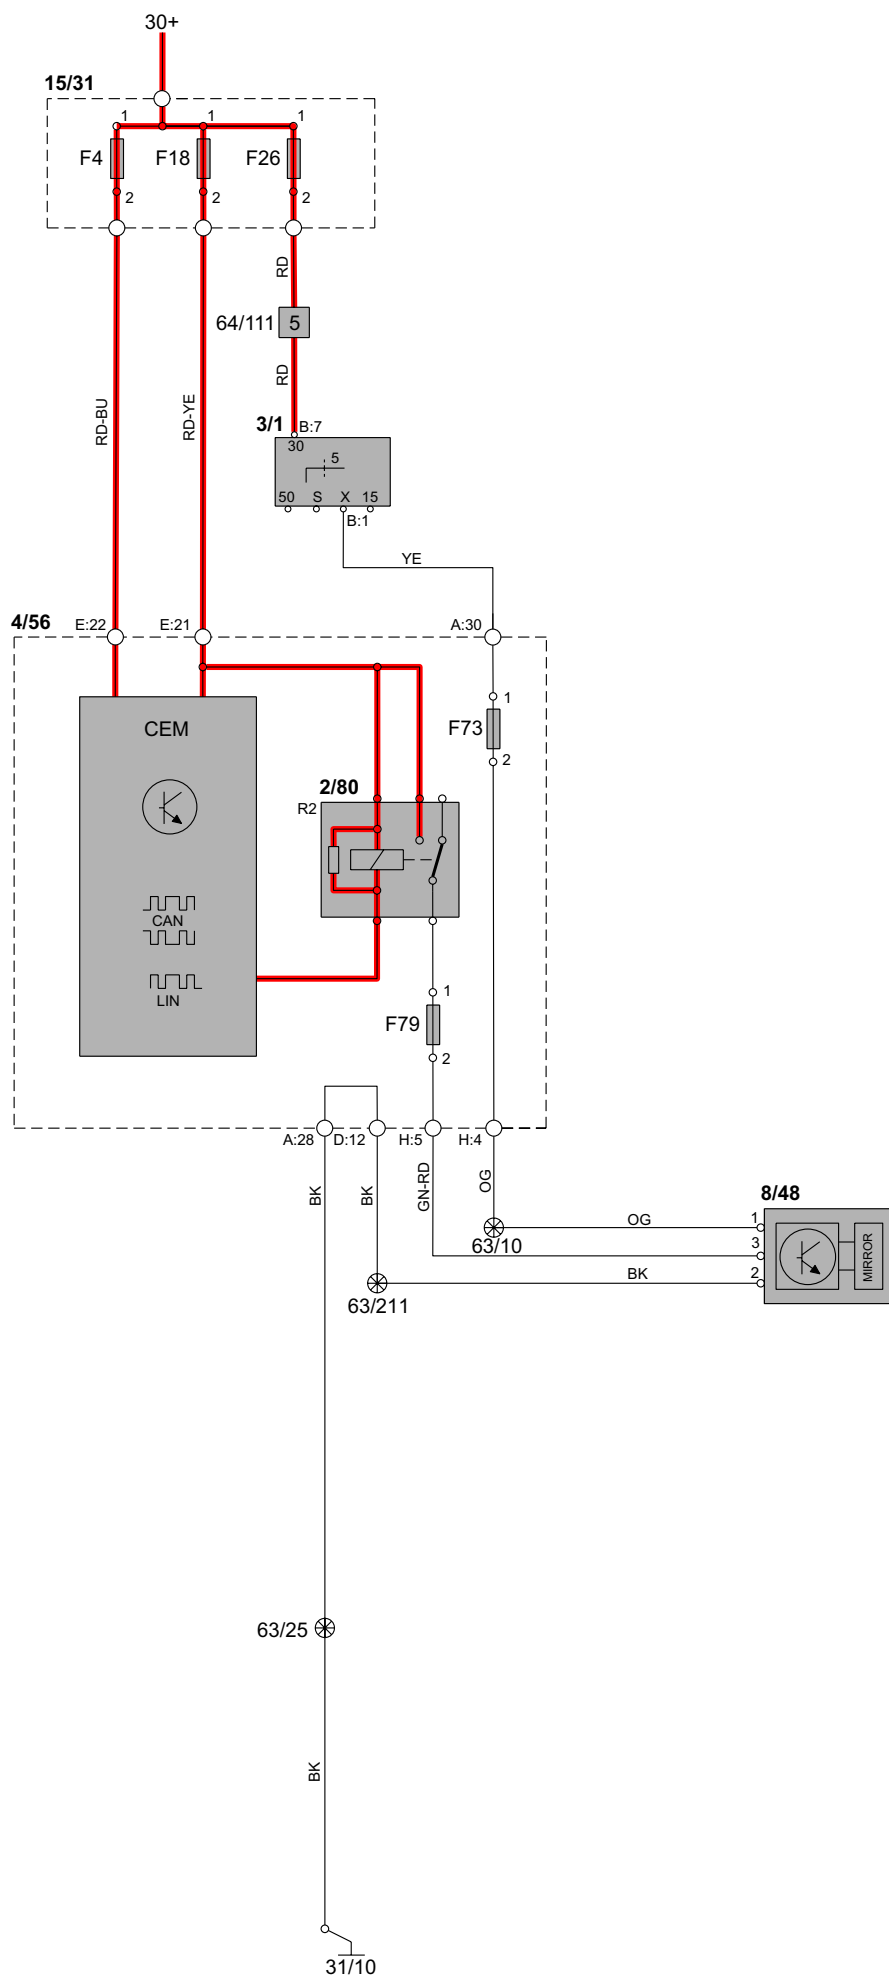 30+
15/31
1 1 1
F4 F18 F26
2 2 2
RD
64/111 5
RD
RD-BU
RD-YE
3/1 B:7
30
5
50 S X 15
B:1
YE
4/56 E:22 E:21 A:30
1
CEM F73
2
2/80
R2
CAN
LIN
1
F79
2
A:28 D:12 H:5 H:4
BK BK GN-RD OG
8/48
OG 1
63/10 3
MIRROR
BK 2
63/211
63/25
BK
31/10